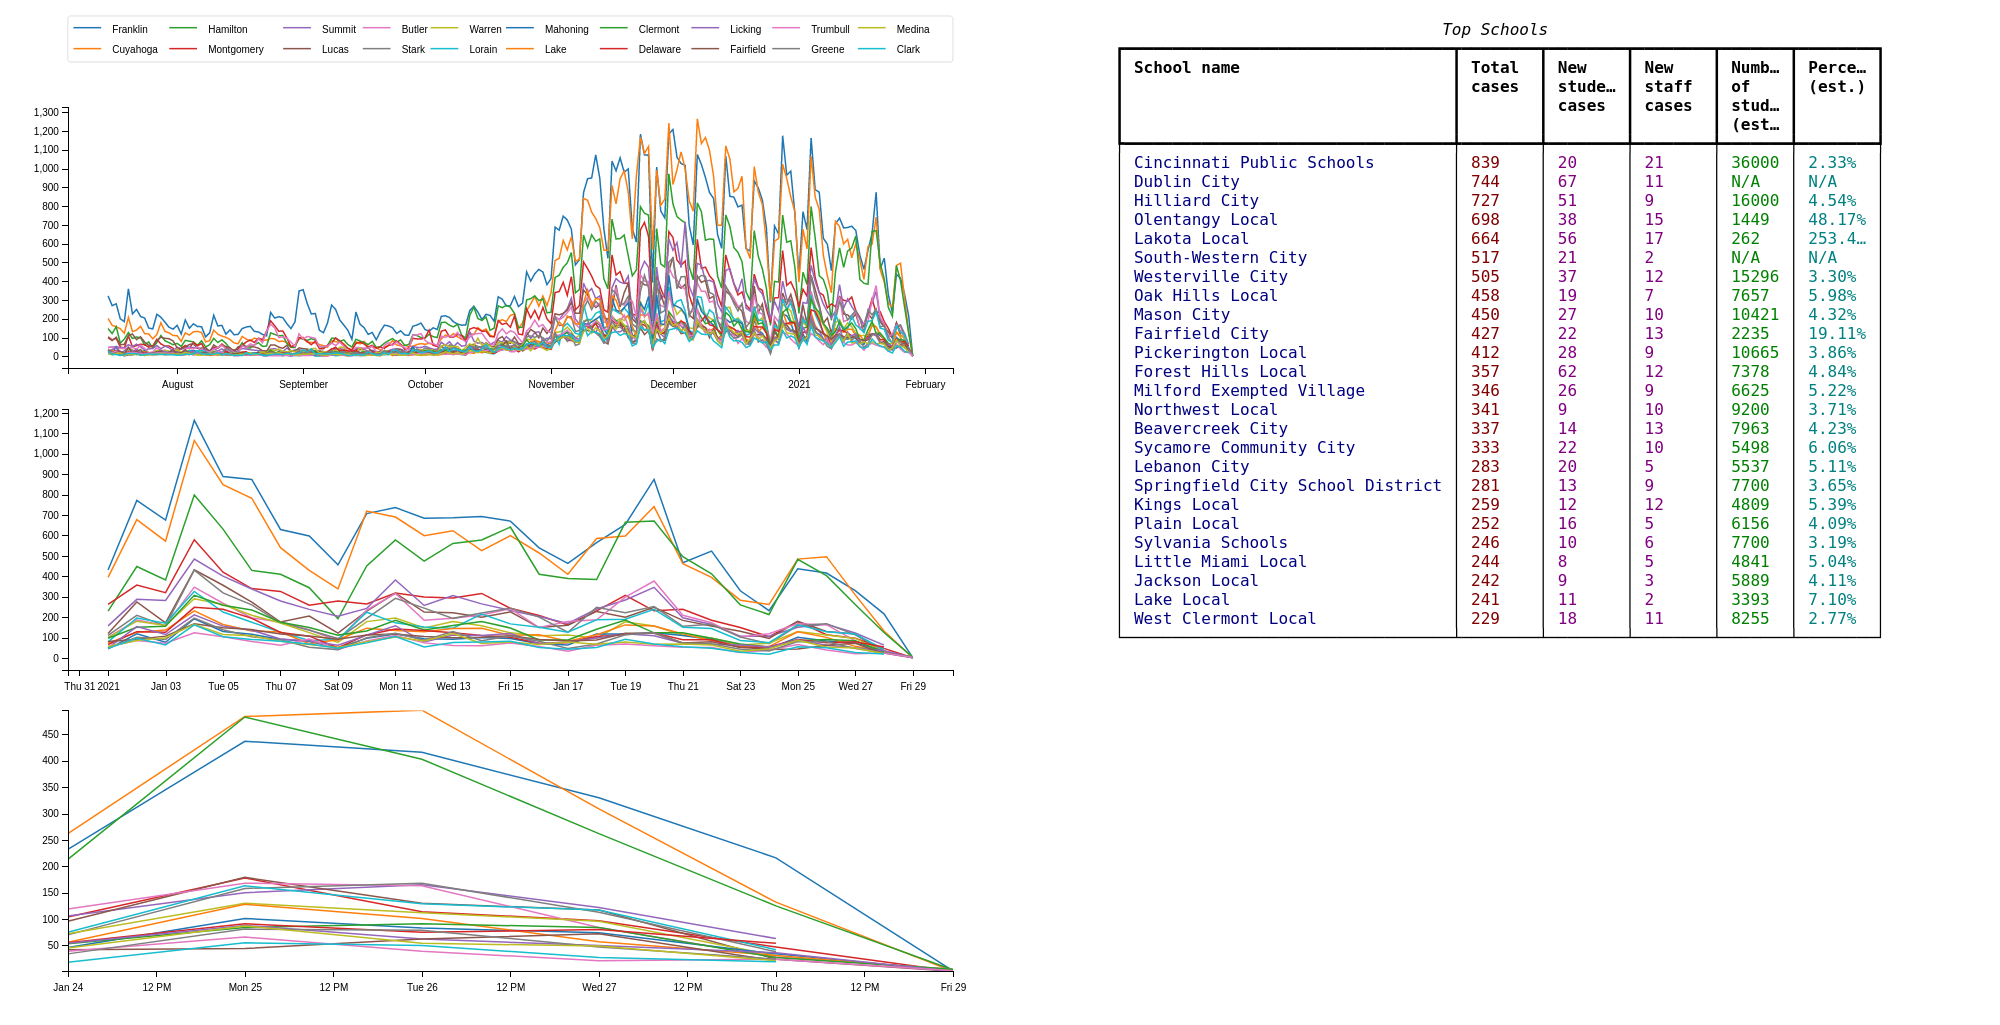 Franklin Hamilton Summit Butler Warren Mahoning Clermont Licking Trumbull Medina
Cuyahoga Montgomery Lucas Stark Lorain Lake Delaware Fairfield Greene Clark
1,300
1,200
1,100
1,000
900
800
700
600
500
400
300
200
100
0
August September October November December 2021 February
1,200
1,100
1,000
900
800
700
600
500
400
300
200
100
0
Thu 31 2021 Jan 03 Tue 05 Thu 07 Sat 09 Mon 11 Wed 13 Fri 15 Jan 17 Tue 19 Thu 21 Sat 23 Mon 25 Wed 27 Fri 29
450
400
350
300
250
200
150
100
50
Jan 24 12 PM Mon 25 12 PM Tue 26 12 PM Wed 27 12 PM Thu 28 12 PM Fri 29
Top Schools
School name Total New New Numb… Perce…
cases stude… staff of (est.)
cases cases stud…
(est…
Cincinnati Public Schools 839 20 21 36000 2.33%
Dublin City 744 67 11 N/A N/A
Hilliard City 727 51 9 16000 4.54%
Olentangy Local 698 38 15 1449 48.17%
Lakota Local 664 56 17 262 253.4…
South-Western City 517 21 2 N/A N/A
Westerville City 505 37 12 15296 3.30%
Oak Hills Local 458 19 7 7657 5.98%
Mason City 450 27 10 10421 4.32%
Fairfield City 427 22 13 2235 19.11%
Pickerington Local 412 28 9 10665 3.86%
Forest Hills Local 357 62 12 7378 4.84%
Milford Exempted Village 346 26 9 6625 5.22%
Northwest Local 341 9 10 9200 3.71%
Beavercreek City 337 14 13 7963 4.23%
Sycamore Community City 333 22 10 5498 6.06%
Lebanon City 283 20 5 5537 5.11%
Springfield City School District 281 13 9 7700 3.65%
Kings Local 259 12 12 4809 5.39%
Plain Local 252 16 5 6156 4.09%
Sylvania Schools 246 10 6 7700 3.19%
Little Miami Local 244 8 5 4841 5.04%
Jackson Local 242 9 3 5889 4.11%
Lake Local 241 11 2 3393 7.10%
West Clermont Local 229 18 11 8255 2.77%